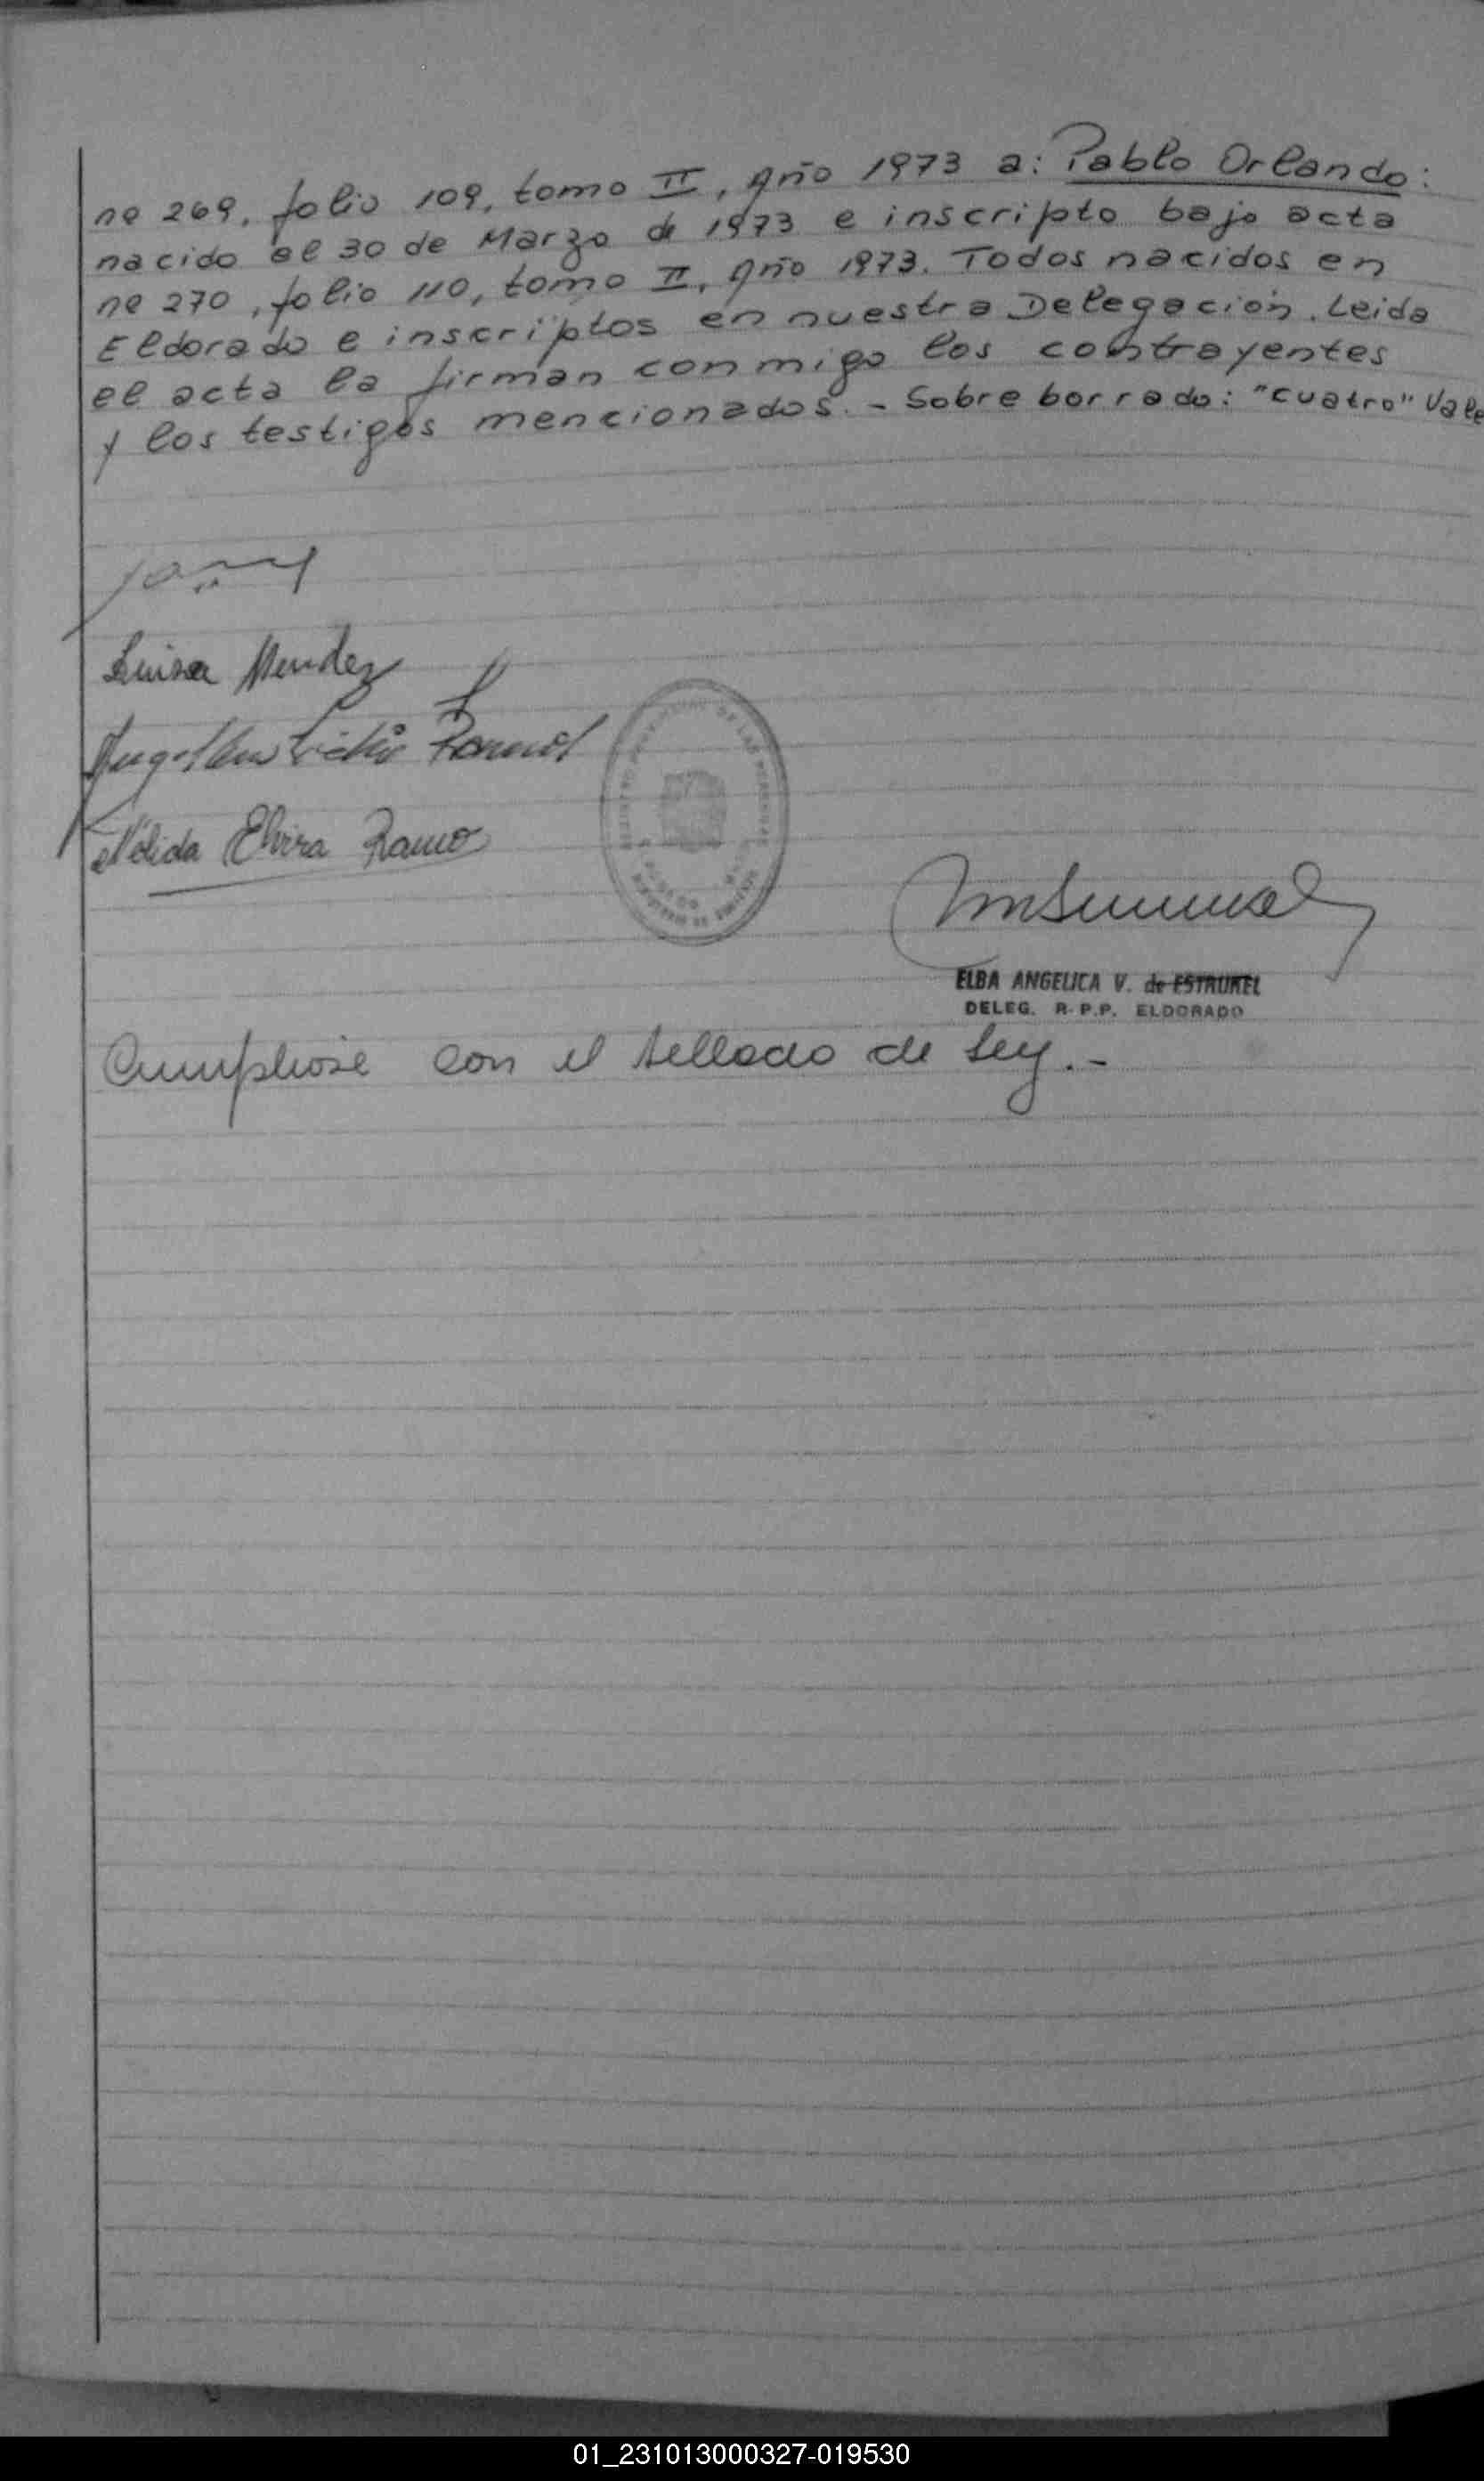 nº 269, folio 109, tomo II, Año 1973 a: Pablo Orlando:
nacido el 30 de Marzo de 1973 e inscripto bajo acta
nº 270, folio 110, tomo II, Año 1973. Todos nacidos en
Eldorado e inscriptos en nuestra Delegación. Leida
el acta la firman conmigo los contrayentes
y los testigos mencionados. - Sobre borrado: "cuatro" Vale
Luisa Mendez
Nélida Elvira Ramo
ELBA ANGELICA V. de ESTRUKEL
DELEG. R.P.P. ELDORADO
Cumpliose con el sellado de Ley.-
01_231013000327-019530